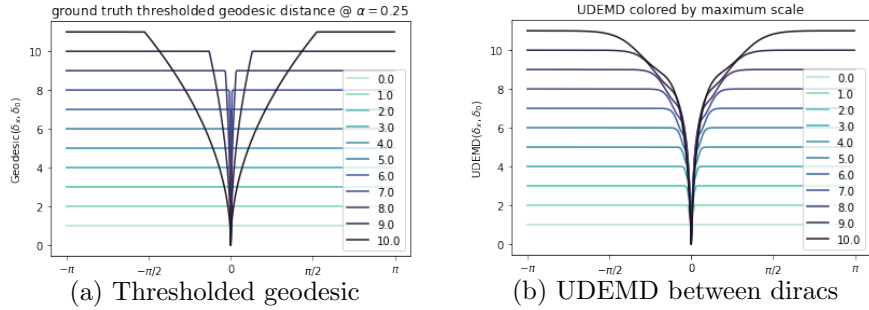 ground truth thresholded geodesic distance @ α = 0.25
Geodesic(δₓ, δ₀)
10
8
6
4
2
0
0.0
1.0
2.0
3.0
4.0
5.0
6.0
7.0
8.0
9.0
10.0
−π
−π/2
0
π/2
π
(a) Thresholded geodesic
UDEMD colored by maximum scale
UDEMD(δₓ, δ₀)
10
8
6
4
2
0
0.0
1.0
2.0
3.0
4.0
5.0
6.0
7.0
8.0
9.0
10.0
−π
−π/2
0
π/2
π
(b) UDEMD between diracs